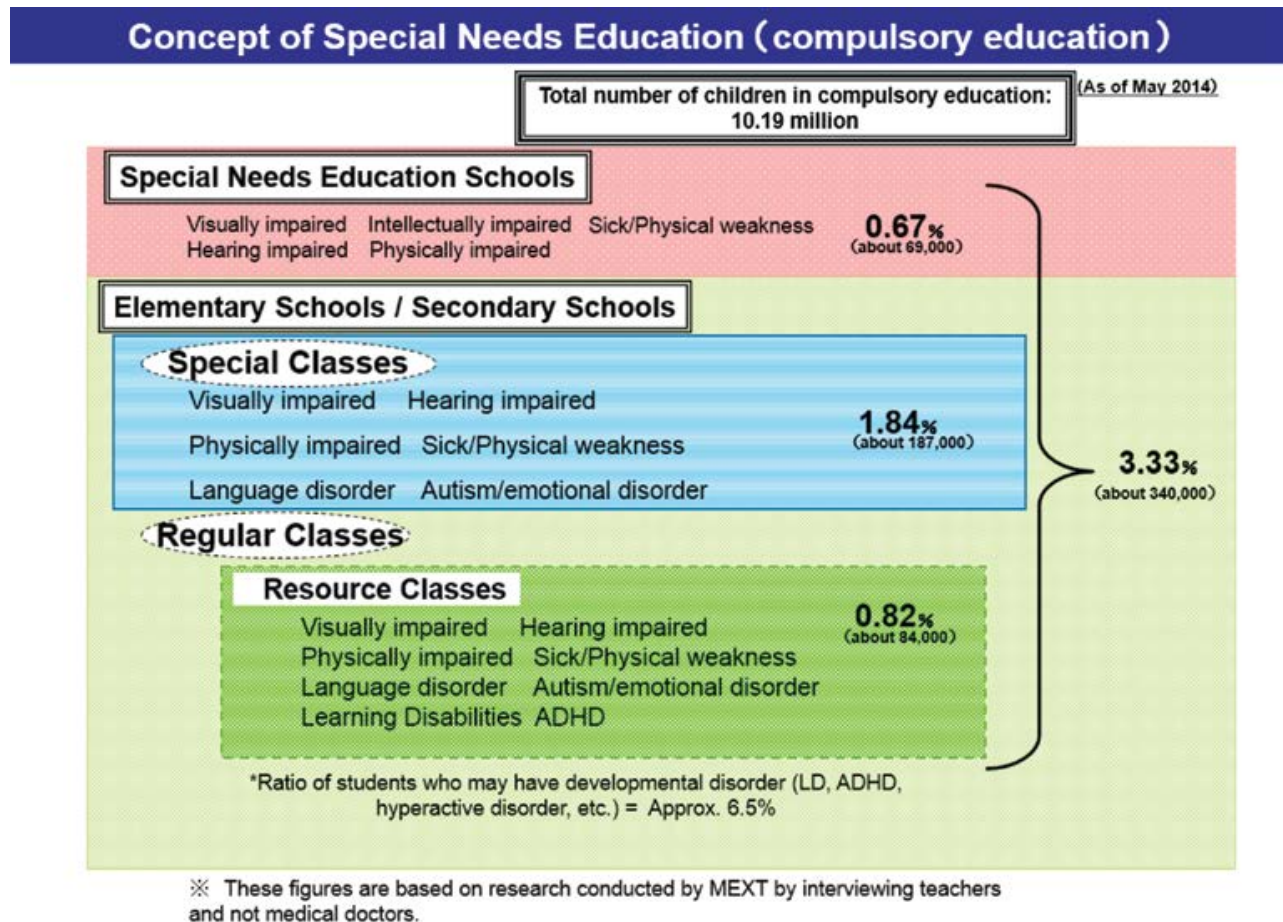 Concept of Special Needs Education（compulsory education）
(As of May 2014)
Total number of children in compulsory education:
10.19 million
Special Needs Education Schools
Visually impaired Intellectually impaired Sick/Physical weakness
Hearing impaired Physically impaired
0.67%
(about 69,000)
Elementary Schools / Secondary Schools
Special Classes
Visually impaired Hearing impaired
Physically impaired Sick/Physical weakness
Language disorder Autism/emotional disorder
1.84%
(about 187,000)
3.33%
(about 340,000)
Regular Classes
Resource Classes
Visually impaired Hearing impaired
Physically impaired Sick/Physical weakness
Language disorder Autism/emotional disorder
Learning Disabilities ADHD
0.82%
(about 84,000)
*Ratio of students who may have developmental disorder (LD, ADHD,
hyperactive disorder, etc.) = Approx. 6.5%
※ These figures are based on research conducted by MEXT by interviewing teachers
and not medical doctors.